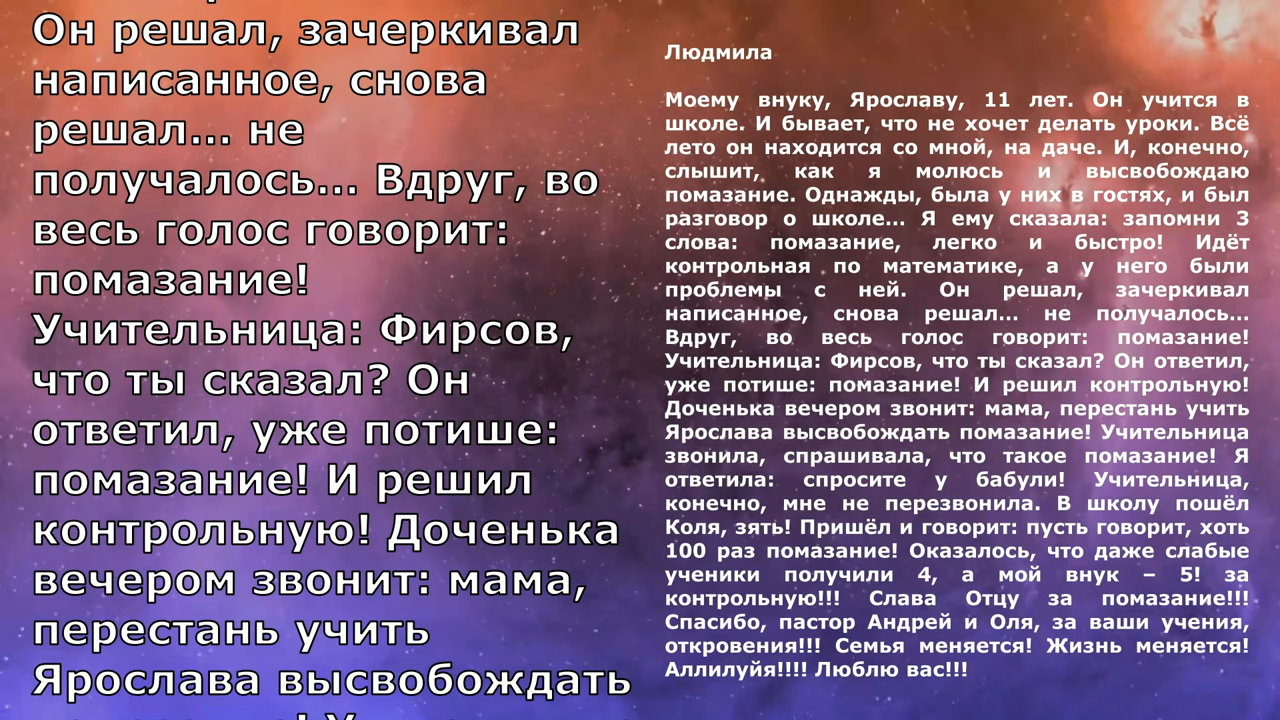 Он решал, зачеркивал
написанное, снова
решал... не
получалось... Вдруг, во
весь голос говорит:
помазание!
Учительница: Фирсов,
что ты сказал? Он
ответил, уже потише:
помазание! И решил
контрольную! Доченька
вечером звонит: мама,
перестань учить
Ярослава высвобождать
Людмила
Моему внуку, Ярославу, 11 лет. Он учится в
школе. И бывает, что не хочет делать уроки. Всё
лето он находится со мной, на даче. И, конечно,
слышит, как я молюсь и высвобождаю
помазание. Однажды, была у них в гостях, и был
разговор о школе... Я ему сказала: запомни 3
слова: помазание, легко и быстро! Идёт
контрольная по математике, а у него были
проблемы с ней. Он решал, зачеркивал
написанное, снова решал... не получалось...
Вдруг, во весь голос говорит: помазание!
Учительница: Фирсов, что ты сказал? Он ответил,
уже потише: помазание! И решил контрольную!
Доченька вечером звонит: мама, перестань учить
Ярослава высвобождать помазание! Учительница
звонила, спрашивала, что такое помазание! Я
ответила: спросите у бабули! Учительница,
конечно, мне не перезвонила. В школу пошёл
Коля, зять! Пришёл и говорит: пусть говорит, хоть
100 раз помазание! Оказалось, что даже слабые
ученики получили 4, а мой внук – 5! за
контрольную!!! Слава Отцу за помазание!!!
Спасибо, пастор Андрей и Оля, за ваши учения,
откровения!!! Семья меняется! Жизнь меняется!
Аллилуйя!!!! Люблю вас!!!